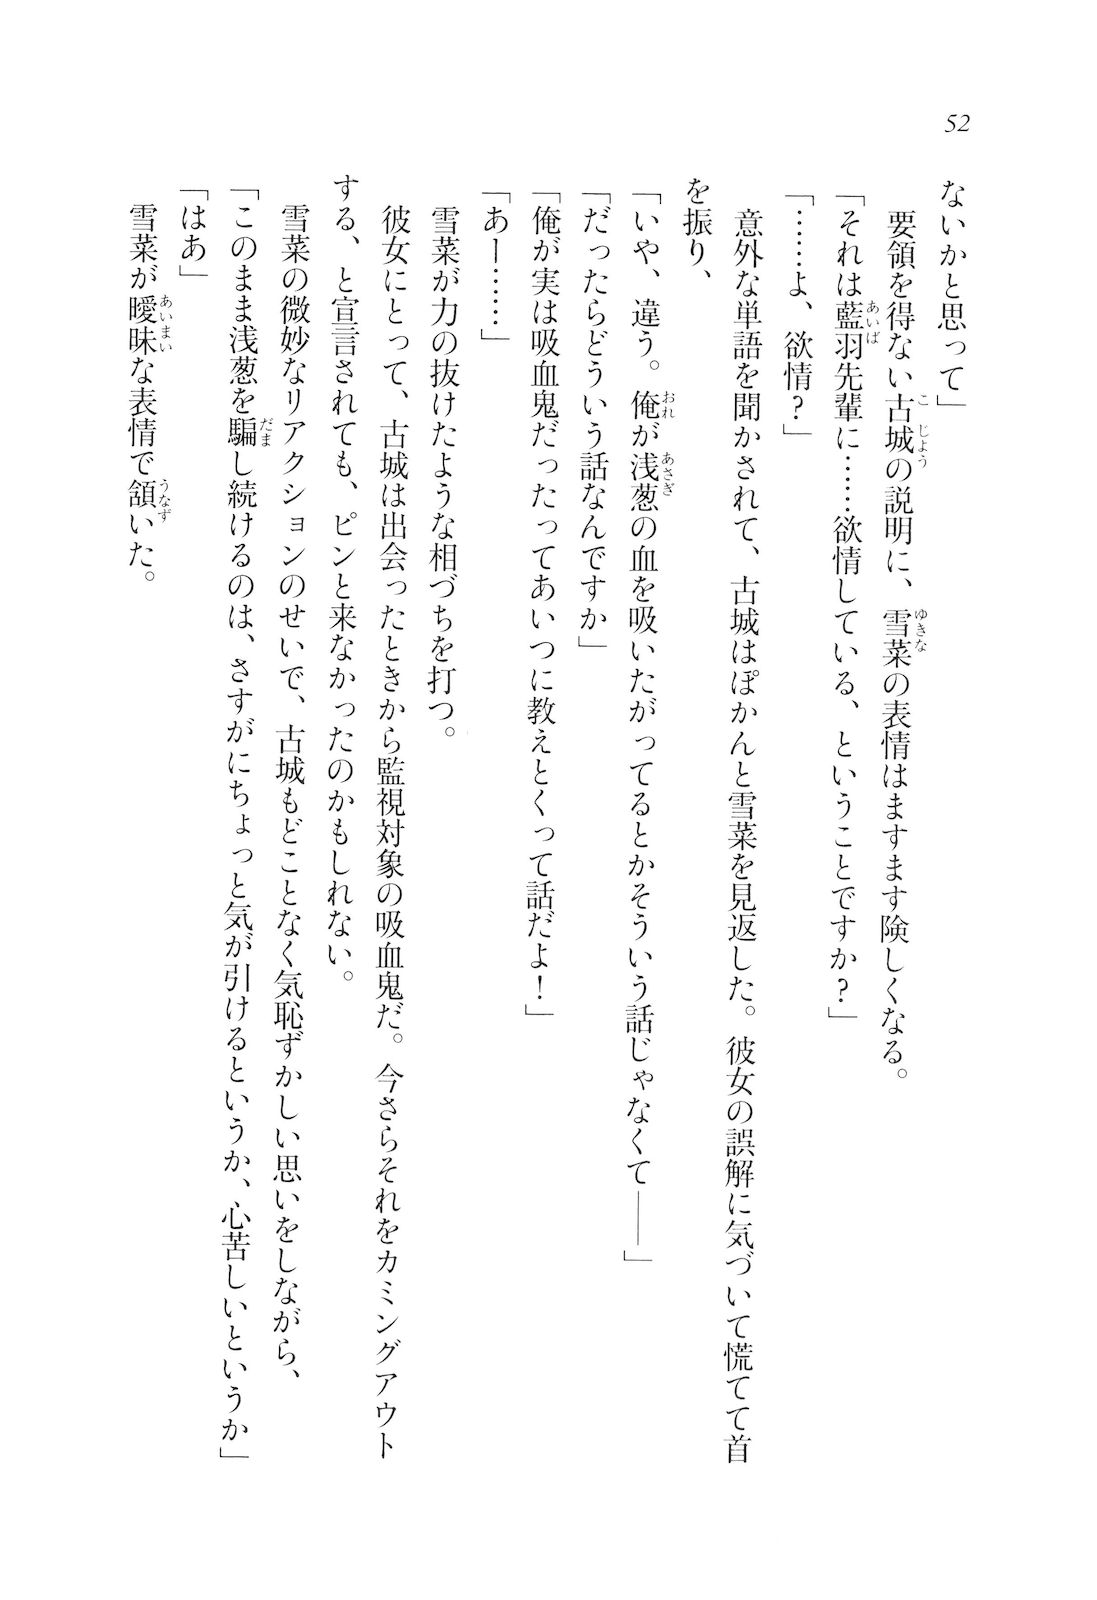 52
ないかと思って」
要領を得ない古城の説明に、雪菜の表情はますます険しくなる。
「それは藍羽先輩に……欲情している、ということですか？」
「……よ、欲情？」
意外な単語を聞かされて、古城はぽかんと雪菜を見返した。彼女の誤解に気づいて慌てて首
を振り、
「いや、違う。俺が浅葱の血を吸いたがってるとかそういう話じゃなくて――」
「だったらどういう話なんですか」
「俺が実は吸血鬼だったってあいつに教えとくって話だよ！」
「あー……」
雪菜が力の抜けたような相づちを打つ。
彼女にとって、古城は出会ったときから監視対象の吸血鬼だ。今さらそれをカミングアウト
する、と宣言されても、ピンと来なかったのかもしれない。
雪菜の微妙なリアクションのせいで、古城もどことなく気恥ずかしい思いをしながら、
「このまま浅葱を騙し続けるのは、さすがにちょっと気が引けるというか、心苦しいというか」
「はあ」
雪菜が曖昧な表情で頷いた。